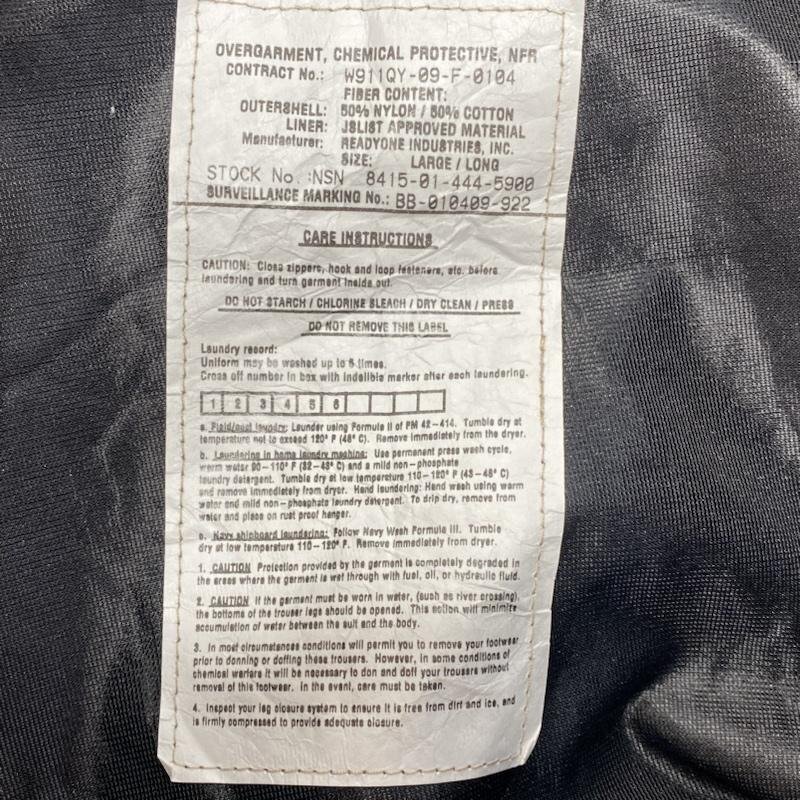 OVERGARMENT, CHEMICAL PROTECTIVE, NFR
CONTRACT No.: W911QY-09-F-0104
FIBER CONTENT:
OUTERSHELL: 50% NYLON / 50% COTTON
LINER: JSLIST APPROVED MATERIAL
Manufacturer: READYONE INDUSTRIES, INC.
SIZE: LARGE / LONG
STOCK No. :NSN 8415-01-444-5900
SURVEILLANCE MARKING No.: BB-010409-922
CARE INSTRUCTIONS
CAUTION: Close zippers, hook and loop fasteners, etc. before
laundering and turn garment inside out.
DO NOT STARCH / CHLORINE BLEACH / DRY CLEAN / PRESS
DO NOT REMOVE THIS LABEL
Laundry record:
Uniform may be washed up to 6 times.
Cross off number in box with indelible marker after each laundering.
1 2 3 4 5 6
a. Field/post laundry: Launder using Formula II of FM 42-414. Tumble dry at
temperature not to exceed 120° F (48° C). Remove immediately from the dryer.
b. Laundering in home laundry machine: Use permanent press wash cycle,
warm water 90-110° F (32-43° C) and a mild non-phosphate
laundry detergent. Tumble dry at low temperature 110-120° F (43-48° C)
and remove immediately from dryer. Hand laundering: Hand wash using warm
water and mild non-phosphate laundry detergent. To drip dry, remove from
water and place on rust proof hanger.
c. Navy shipboard laundering: Follow Navy Wash Formula III. Tumble
dry at low temperature 110-120° F. Remove immediately from dryer.
1. CAUTION Protection provided by the garment is completely degraded in
the areas where the garment is wet through with fuel, oil, or hydraulic fluid.
2. CAUTION If the garment must be worn in water, (such as river crossing),
the bottoms of the trouser legs should be opened. This action will minimize
accumulation of water between the suit and the body.
3. In most circumstances conditions will permit you to remove your footwear
prior to donning or doffing these trousers. However, in some conditions of
chemical warfare it will be necessary to don and doff your trousers without
removal of this footwear. In the event, care must be taken.
4. Inspect your leg closure system to ensure it is free from dirt and ice, and
is firmly compressed to provide adequate closure.